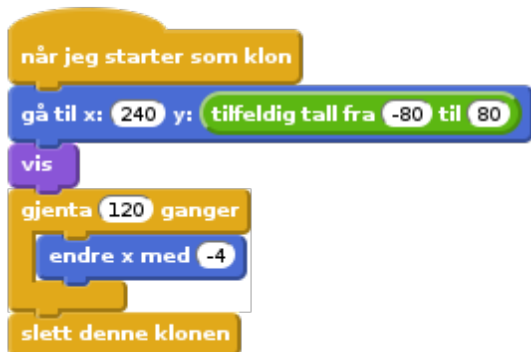 når jeg starter som klon
gå til x: 240 y: tilfeldig tall fra -80 til 80
vis
gjenta 120 ganger
endre x med -4
slett denne klonen